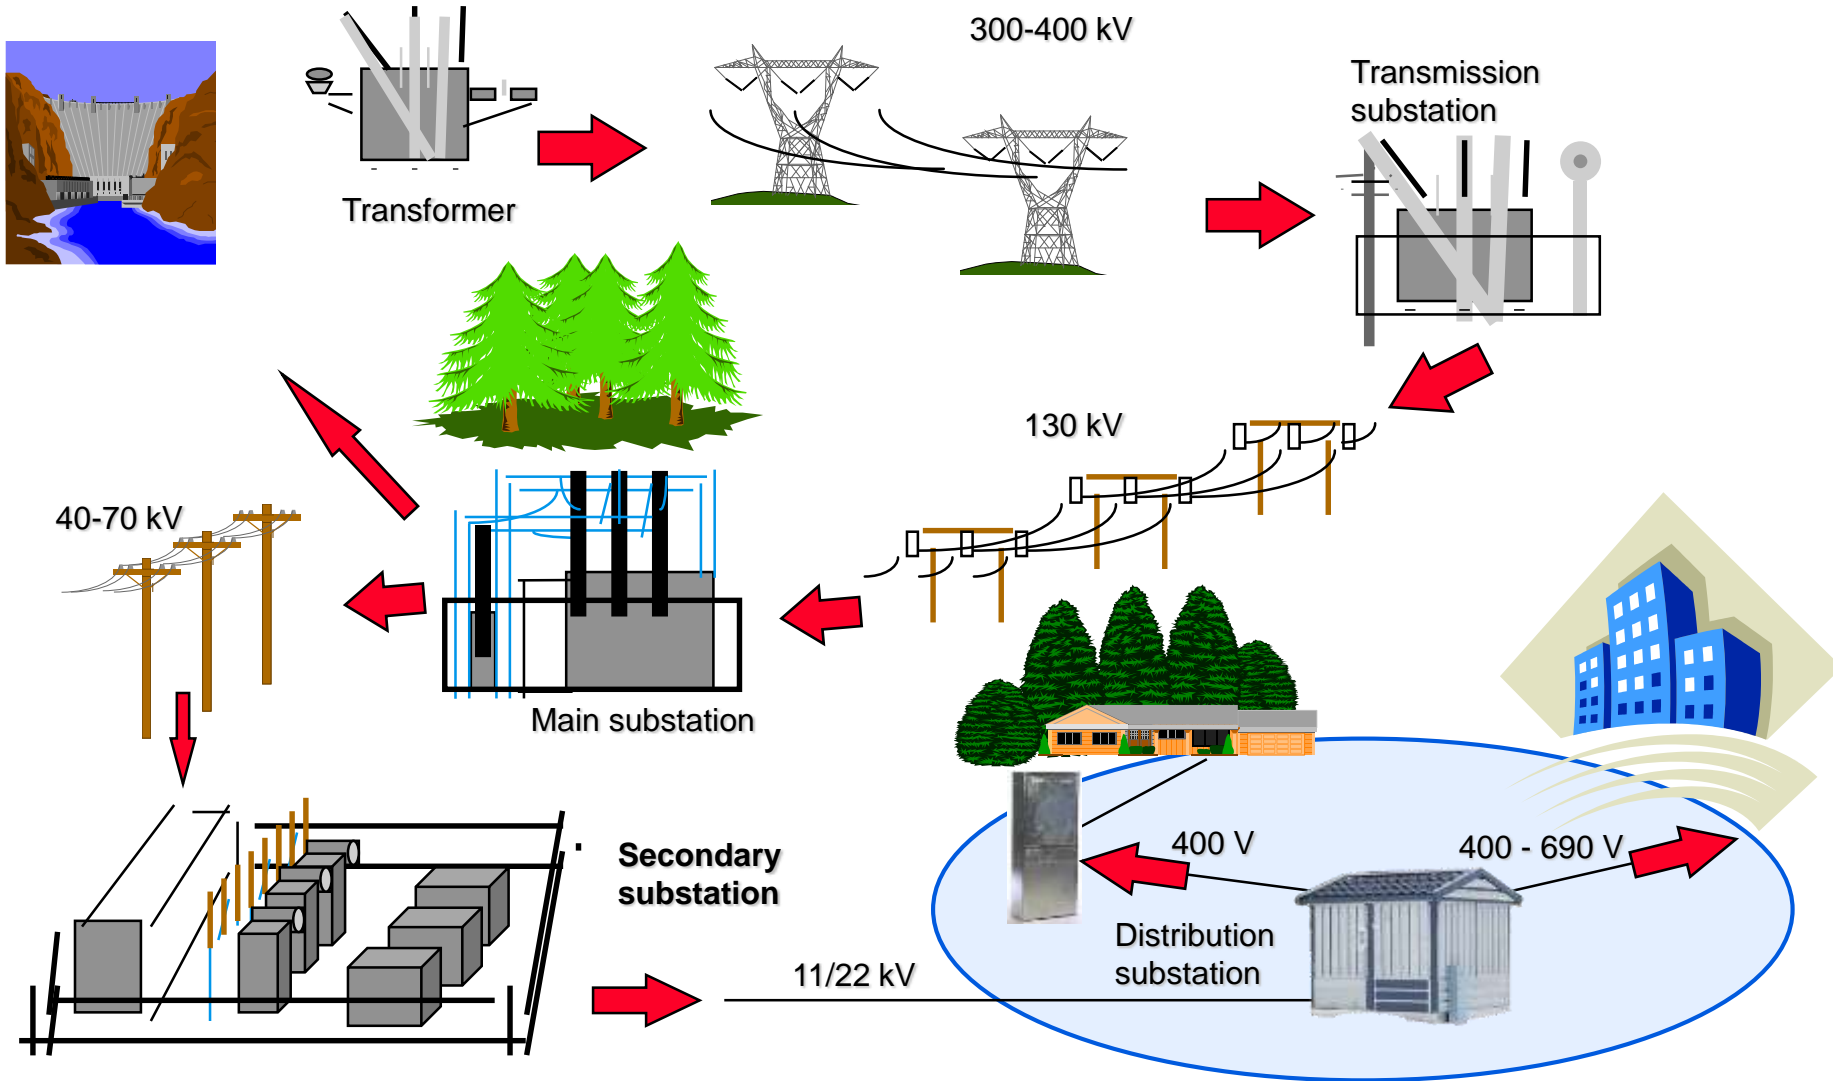 300-400 kV
Transmission
substation
Transformer
130 kV
40-70 kV
Main substation
Secondary
substation
400 V
400 - 690 V
Distribution
substation
11/22 kV